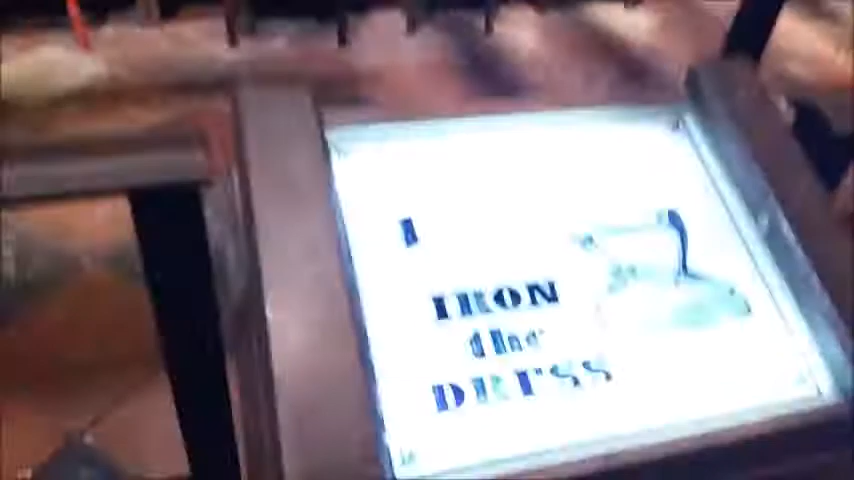 I
IRON
the
DRESS